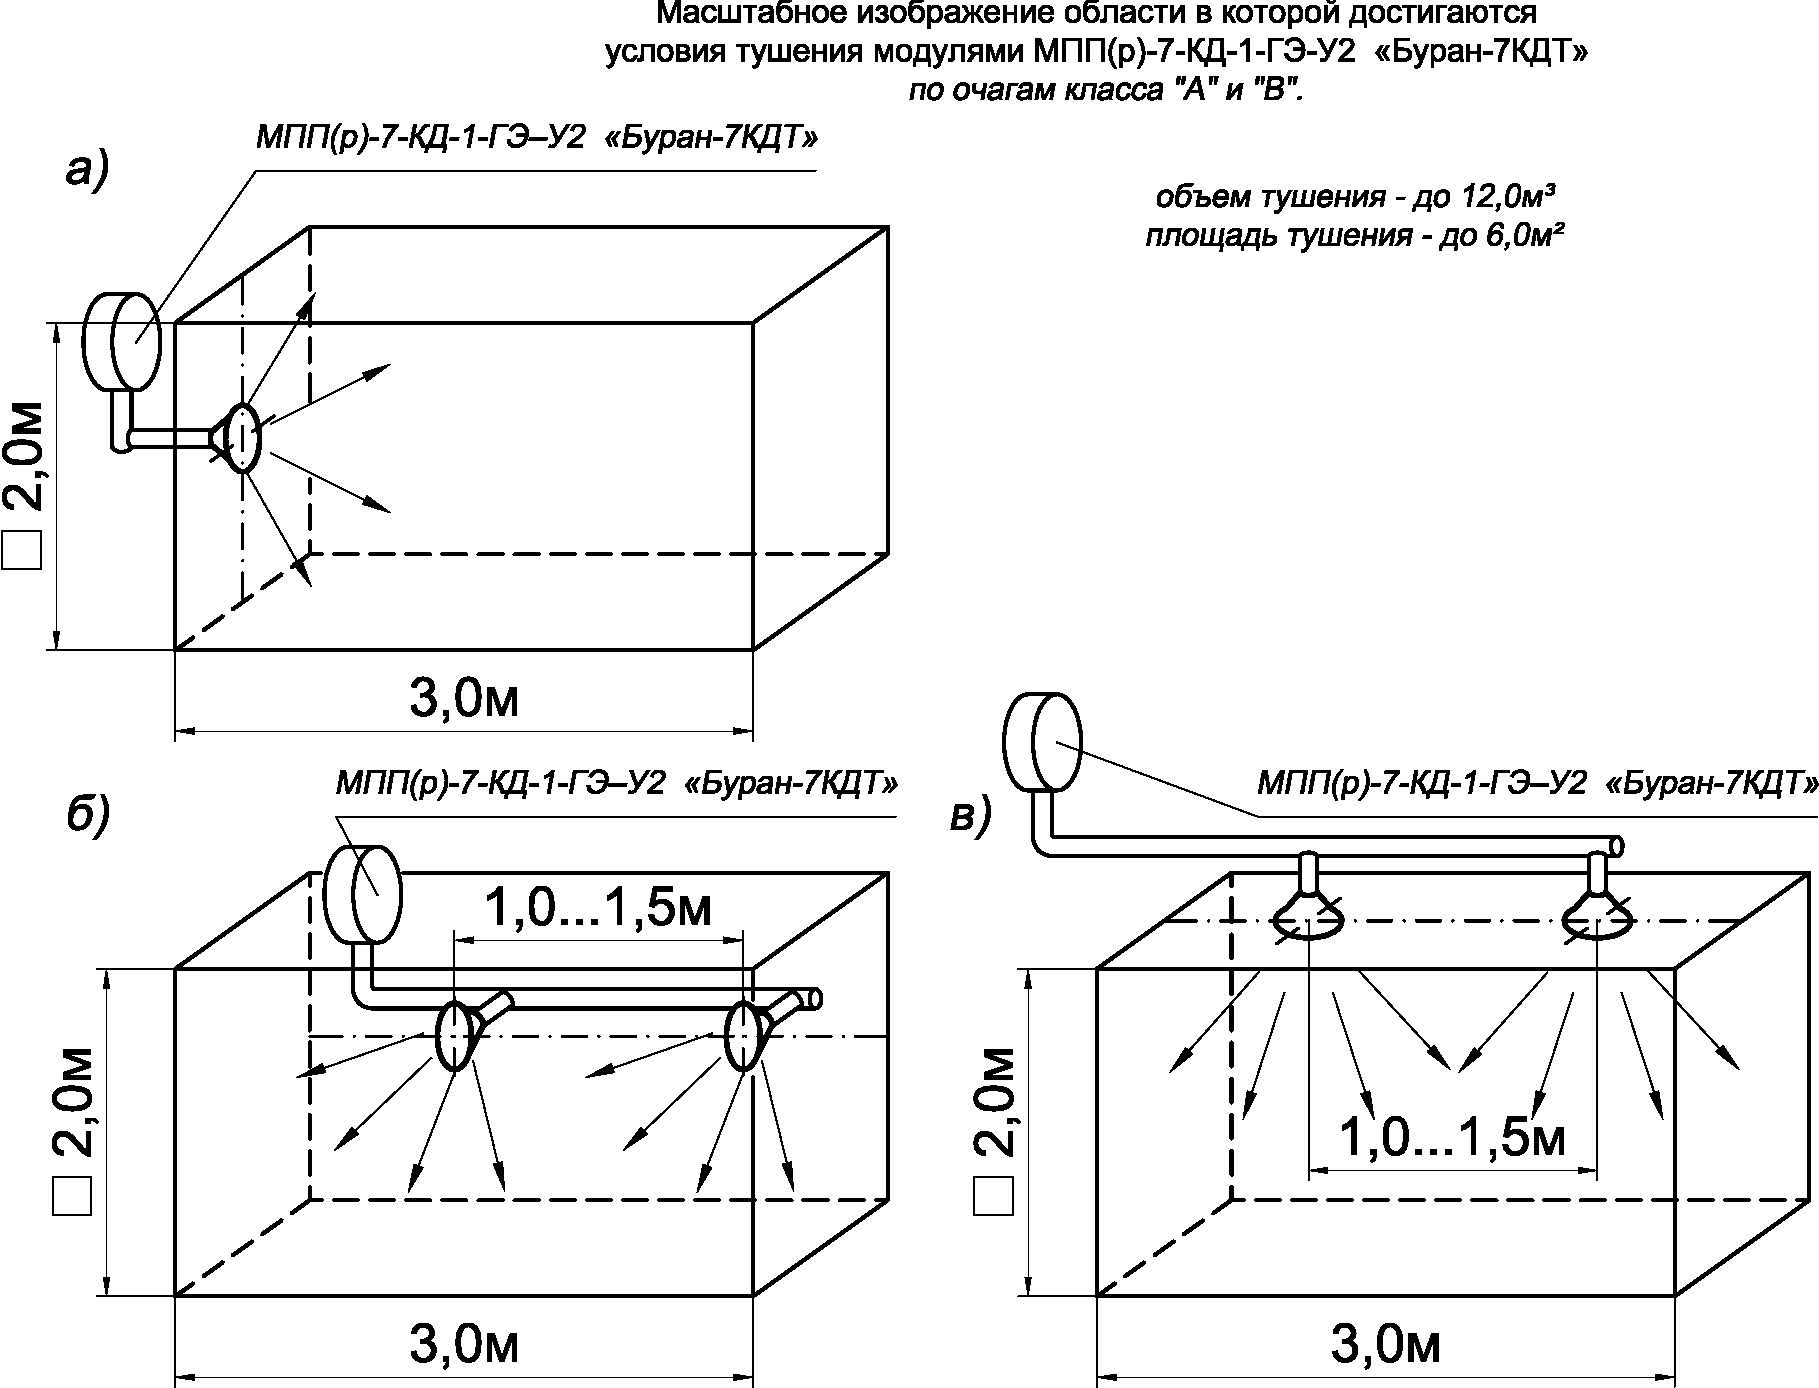 Масштабное изображение области в которой достигаются
условия тушения модулями МПП(р)-7-КД-1-ГЭ-У2 «Буран-7КДТ»
по очагам класса "А" и "В".
МПП(р)-7-КД-1-ГЭ–У2 «Буран-7КДТ»
а)
объем тушения - до 12,0м³
площадь тушения - до 6,0м²
□ 2,0м
3,0м
МПП(р)-7-КД-1-ГЭ–У2 «Буран-7КДТ»
б)
1,0...1,5м
□ 2,0м
3,0м
МПП(р)-7-КД-1-ГЭ–У2 «Буран-7КДТ»
в)
□ 2,0м
1,0...1,5м
3,0м